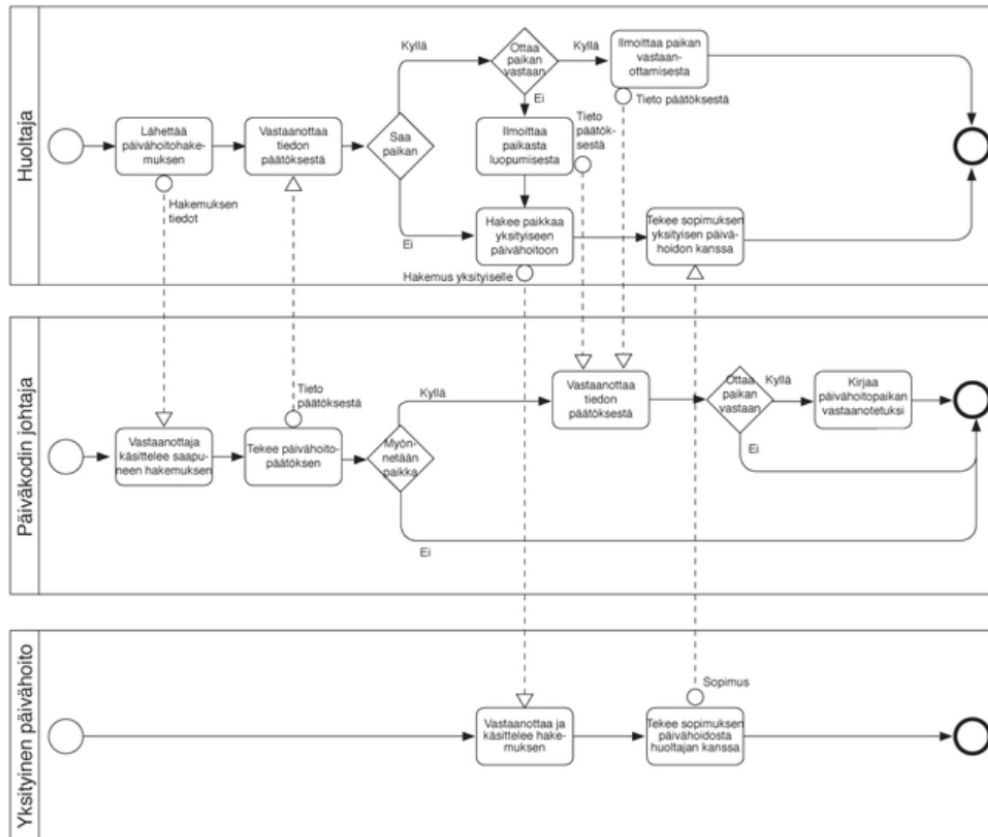 Huoltaja
Lähettää
päivähoitohake-
muksen
Hakemuksen
tiedot
Vastaanottaa
tiedon
päätöksestä
Saa
paikan
Kyllä
Ei
Ottaa
paikan
vastaan
Kyllä
Ei
Ilmoittaa paikan
vastaan-
ottamisesta
Tieto päätöksestä
Ilmoittaa
paikasta
luopumisesta
Tieto
päätök-
sestä
Hakee paikkaa
yksityiseen
päivähoitoon
Hakemus yksityiselle
Tekee sopimuksen
yksityisen päivä-
hoidon kanssa
Päiväkodin johtaja
Vastaanottaja
käsittelee saapu-
neen hakemuksen
Tieto
päätöksestä
Tekee päivähoito-
päätöksen
Myön-
netään
paikka
Kyllä
Ei
Vastaanottaa
tiedon
päätöksestä
Ottaa
paikan
vastaan
Kyllä
Ei
Kirjaa
päivähoitopaikan
vastaanotetuksi
Yksityinen päivähoito
Vastaanottaa ja
käsittelee hake-
muksen
Sopimus
Tekee sopimuksen
päivähoidosta
huoltajan kanssa